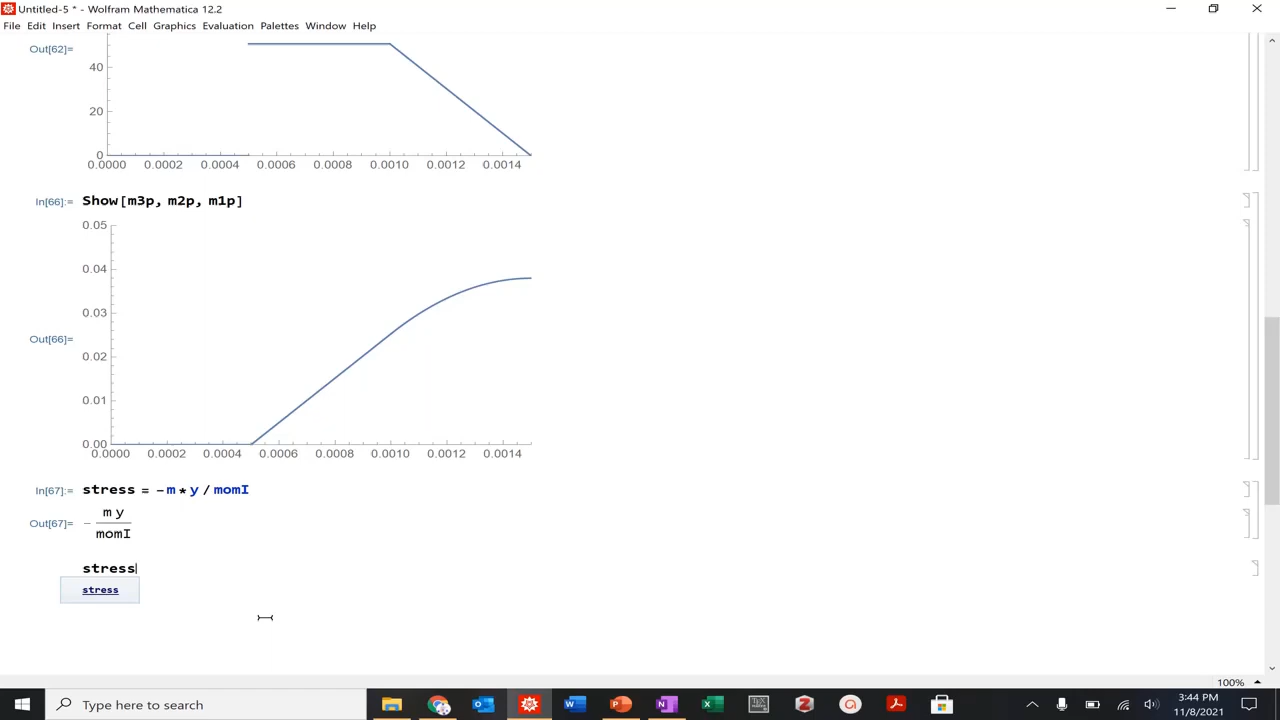 Untitled-5 * - Wolfram Mathematica 12.2
File Edit Insert Format Cell Graphics Evaluation Palettes Window Help
Out[62]=
40
20
0
0.0000 0.0002 0.0004 0.0006 0.0008 0.0010 0.0012 0.0014
In[66]:= Show[m3p, m2p, m1p]
0.05
0.04
0.03
Out[66]=
0.02
0.01
0.00
0.0000 0.0002 0.0004 0.0006 0.0008 0.0010 0.0012 0.0014
In[67]:= stress = -m * y / momI
Out[67]= - m y
momI
stress
stress
100%
Type here to search
3:44 PM
11/8/2021